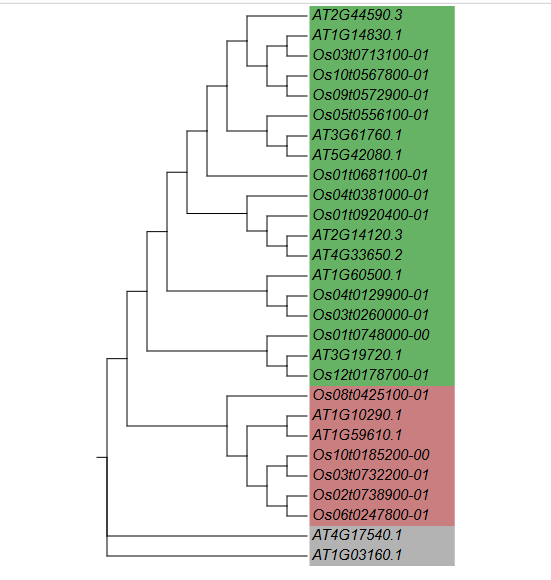 AT2G44590.3
AT1G14830.1
Os03t0713100-01
Os10t0567800-01
Os09t0572900-01
Os05t0556100-01
AT3G61760.1
AT5G42080.1
Os01t0681100-01
Os04t0381000-01
Os01t0920400-01
AT2G14120.3
AT4G33650.2
AT1G60500.1
Os04t0129900-01
Os03t0260000-01
Os01t0748000-00
AT3G19720.1
Os12t0178700-01
Os08t0425100-01
AT1G10290.1
AT1G59610.1
Os10t0185200-00
Os03t0732200-01
Os02t0738900-01
Os06t0247800-01
AT4G17540.1
AT1G03160.1